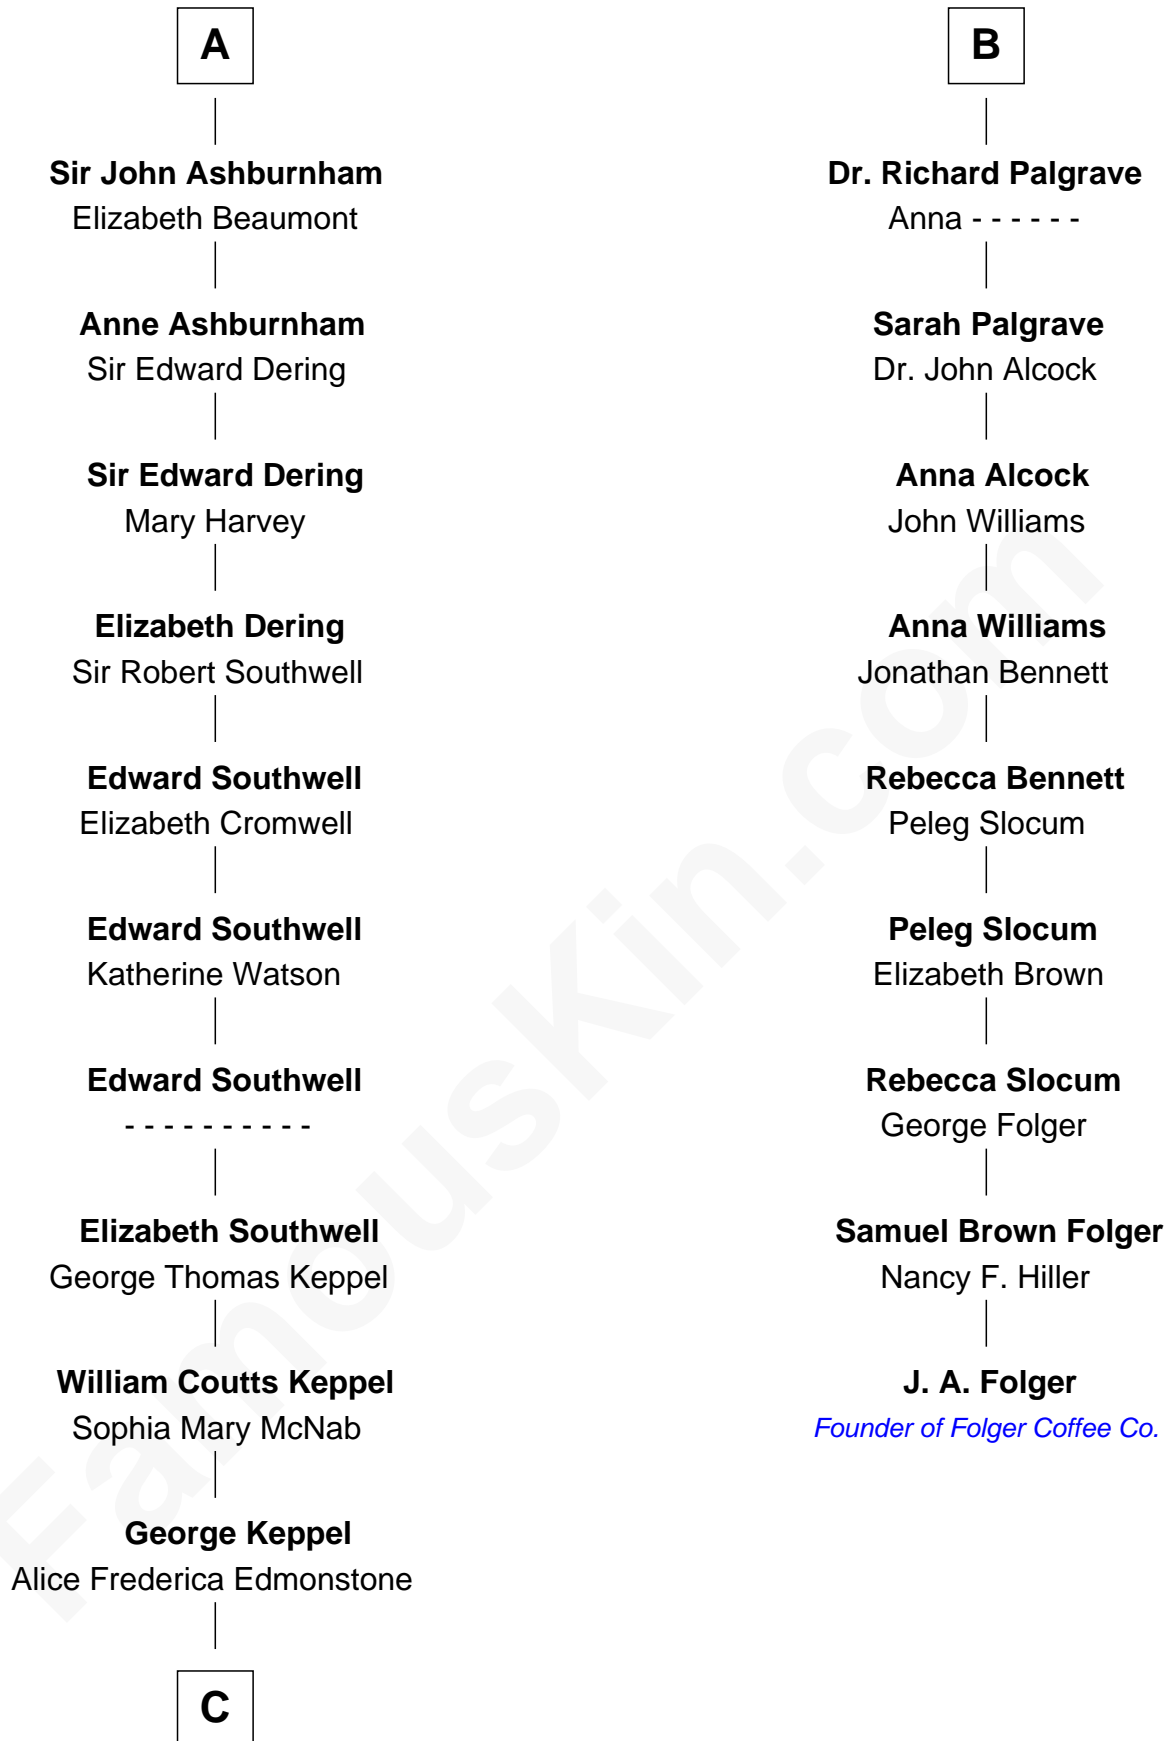 A
Sir John Ashburnham
Elizabeth Beaumont
Anne Ashburnham
Sir Edward Dering
Sir Edward Dering
Mary Harvey
Elizabeth Dering
Sir Robert Southwell
Edward Southwell
Elizabeth Cromwell
Edward Southwell
Katherine Watson
Edward Southwell
- - - - - - - - - -
Elizabeth Southwell
George Thomas Keppel
William Coutts Keppel
Sophia Mary McNab
George Keppel
Alice Frederica Edmonstone
C
B
Dr. Richard Palgrave
Anna - - - - - -
Sarah Palgrave
Dr. John Alcock
Anna Alcock
John Williams
Anna Williams
Jonathan Bennett
Rebecca Bennett
Peleg Slocum
Peleg Slocum
Elizabeth Brown
Rebecca Slocum
George Folger
Samuel Brown Folger
Nancy F. Hiller
J. A. Folger
Founder of Folger Coffee Co.
FamousKin.com